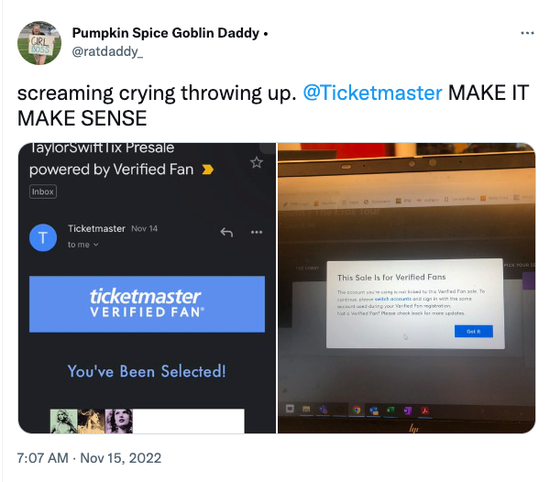 Pumpkin Spice Goblin Daddy •
@ratdaddy_
screaming crying throwing up. @Ticketmaster MAKE IT
MAKE SENSE
TaylorSwiftTix Presale
powered by Verified Fan
Inbox
Ticketmaster Nov 14
to me
T
ticketmaster
VERIFIED FAN®
You've Been Selected!
This Sale Is for Verified Fans
The account you're using is not linked to this Verified Fan sale. To
continue, please switch accounts and sign in with the same
account used during your Verified Fan registration.
Not a Verified Fan? Please check back for more updates.
Got It
hp
7:07 AM · Nov 15, 2022